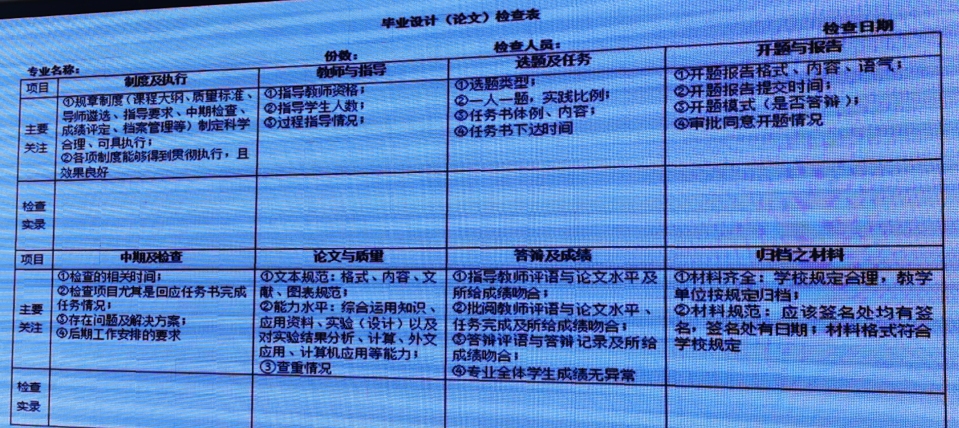 毕业设计（论文）检查表
专业名称：
份数：
检查人员：
检查日期
项目
制度及执行
教师与指导
选题及任务
开题与报告
主要
关注
①规章制度（课程大纲、质量标准、
导师遴选、指导要求、中期检查、
成绩评定、档案管理等）制定科学
合理、可具执行；
②各项制度能够得到贯彻执行，且
效果良好
①指导教师资格；
②指导学生人数；
③过程指导情况；
①选题类型；
②一人一题，实践比例；
③任务书体例、内容；
④任务书下达时间
①开题报告格式、内容、语气；
②开题报告提交时间；
③开题模式（是否答辩）；
④审批同意开题情况
检查
实录
项目
中期及检查
论文与质量
答辩及成绩
归档之材料
主要
关注
①检查的相关时间；
②检查项目尤其是回应任务书完成
任务情况；
③存在问题及解决方案；
④后期工作安排的要求
①文本规范：格式、内容、文
献、图表规范；
②能力水平：综合运用知识、
应用资料、实验（设计）以及
对实验结果分析、计算、外文
应用、计算机应用等能力；
③查重情况
①指导教师评语与论文水平及
所给成绩吻合；
②批阅教师评语与论文水平、
任务完成及所给成绩吻合；
③答辩评语与答辩记录及所给
成绩吻合；
④专业全体学生成绩无异常
①材料齐全：学校规定合理，教学
单位按规定归档；
②材料规范：应该签名处均有签
名，签名处有日期；材料格式符合
学校规定
检查
实录